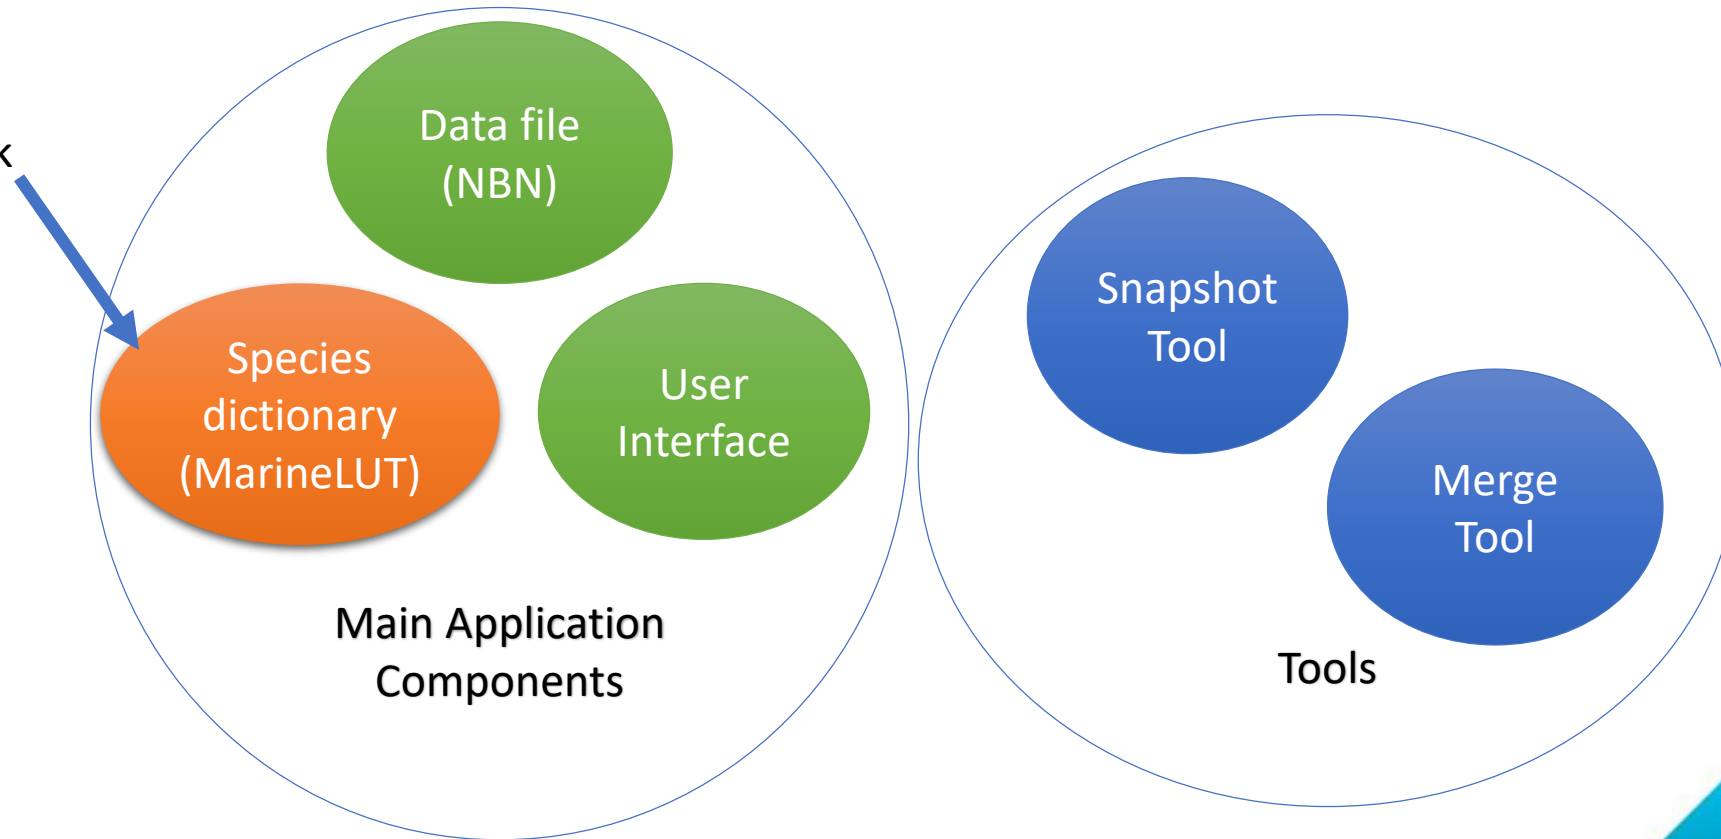 Data file
(NBN)
Species
dictionary
(MarineLUT)
User
Interface
Main Application
Components
Snapshot
Tool
Merge
Tool
Tools